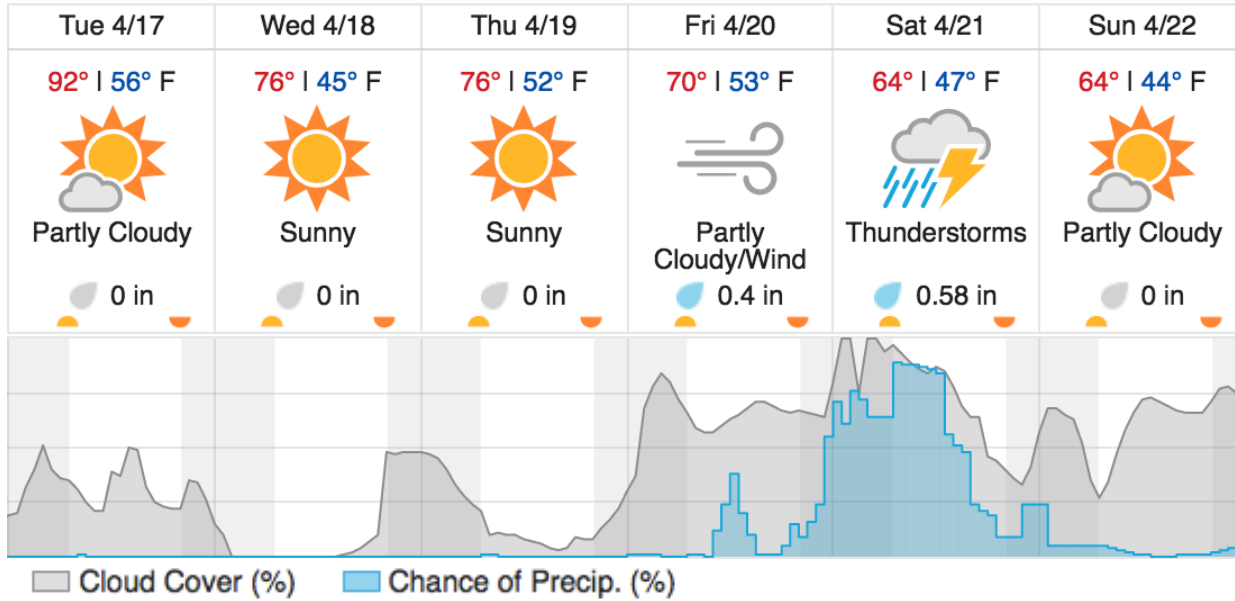 Tue 4/17
Wed 4/18
Thu 4/19
Fri 4/20
Sat 4/21
Sun 4/22
92° | 56° F
76° | 45° F
76° | 52° F
70° | 53° F
64° | 47° F
64° | 44° F
Partly Cloudy
Sunny
Sunny
Partly
Cloudy/Wind
Thunderstorms
Partly Cloudy
0 in
0 in
0 in
0.4 in
0.58 in
0 in
Cloud Cover (%)
Chance of Precip. (%)